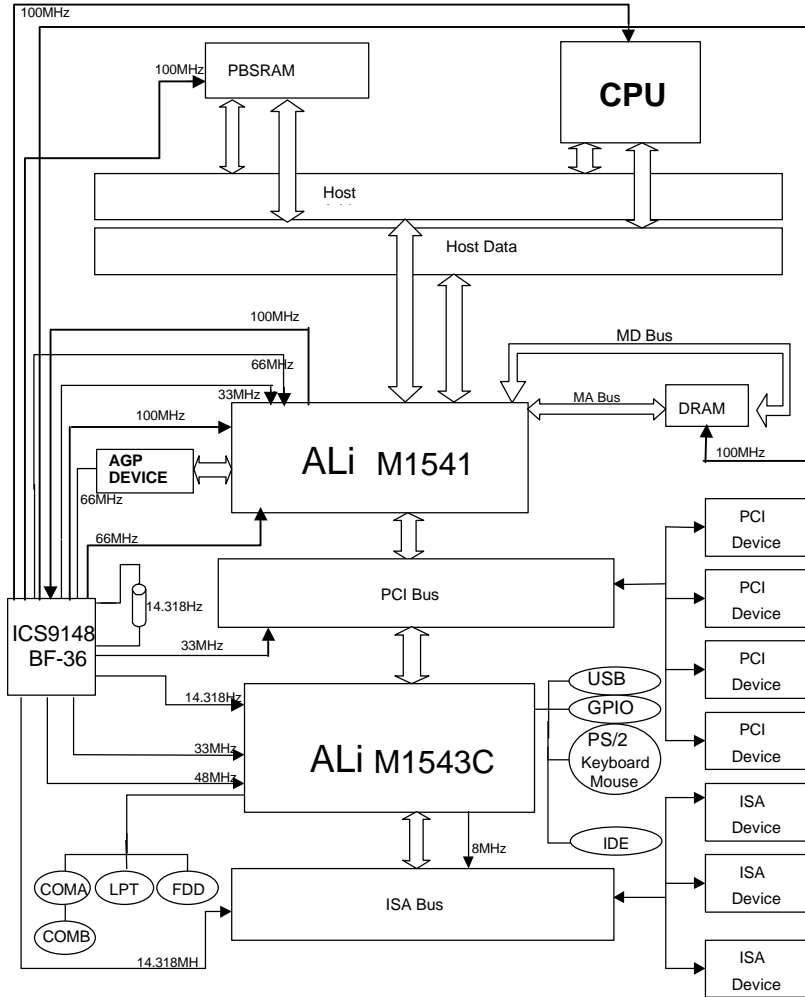 100MHz
100MHz
PBSRAM
CPU
Host
Host Data
100MHz
66MHz
33MHz
MD Bus
MA Bus
DRAM
100MHz
100MHz
AGP
DEVICE
ALi M1541
66MHz
66MHz
PCI
Device
14.318Hz
PCI Bus
PCI
Device
ICS9148
BF-36
33MHz
14.318Hz
USB
GPIO
PCI
Device
33MHz
ALi M1543C
PS/2
Keyboard
Mouse
PCI
Device
48MHz
8MHz
IDE
ISA
Device
COMA
LPT
FDD
ISA Bus
ISA
Device
COMB
14.318MH
ISA
Device